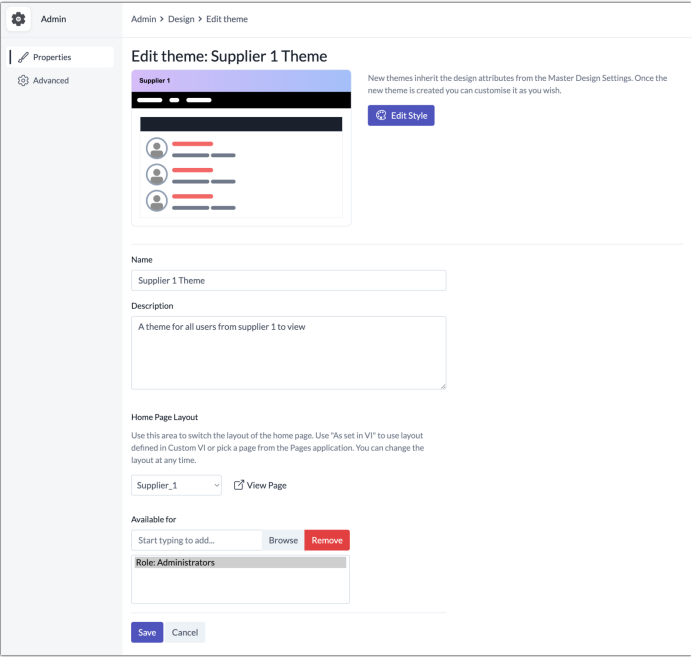 Admin
Admin > Design > Edit theme
Properties
Advanced
Edit theme: Supplier 1 Theme
Supplier 1
New themes inherit the design attributes from the Master Design Settings. Once the
new theme is created you can customise it as you wish.
Edit Style
Name
Supplier 1 Theme
Description
A theme for all users from supplier 1 to view
Home Page Layout
Use this area to switch the layout of the home page. Use "As set in VI" to use layout
defined in Custom VI or pick a page from the Pages application. You can change the
layout at any time.
Supplier_1
View Page
Available for
Start typing to add...
Browse
Remove
Role: Administrators
Save
Cancel